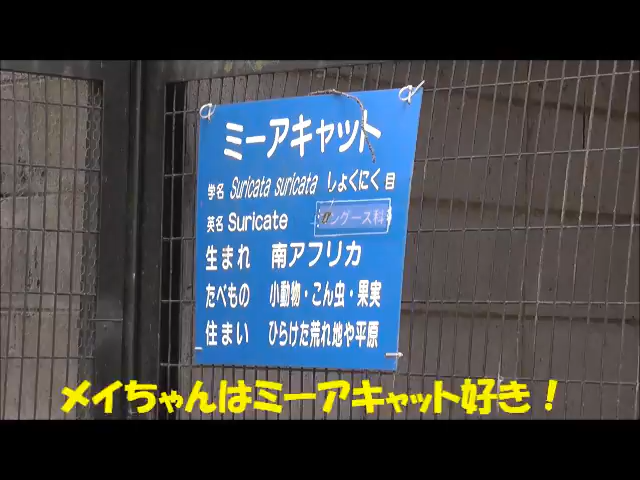 ミーアキャット
学名 Suricata suricata しょくにく目
英名 Suricate ングース科
生まれ 南アフリカ
たべもの 小動物・こん虫・果実
住まい ひらけた荒れ地や平原
メイちゃんはミーアキャット好き！